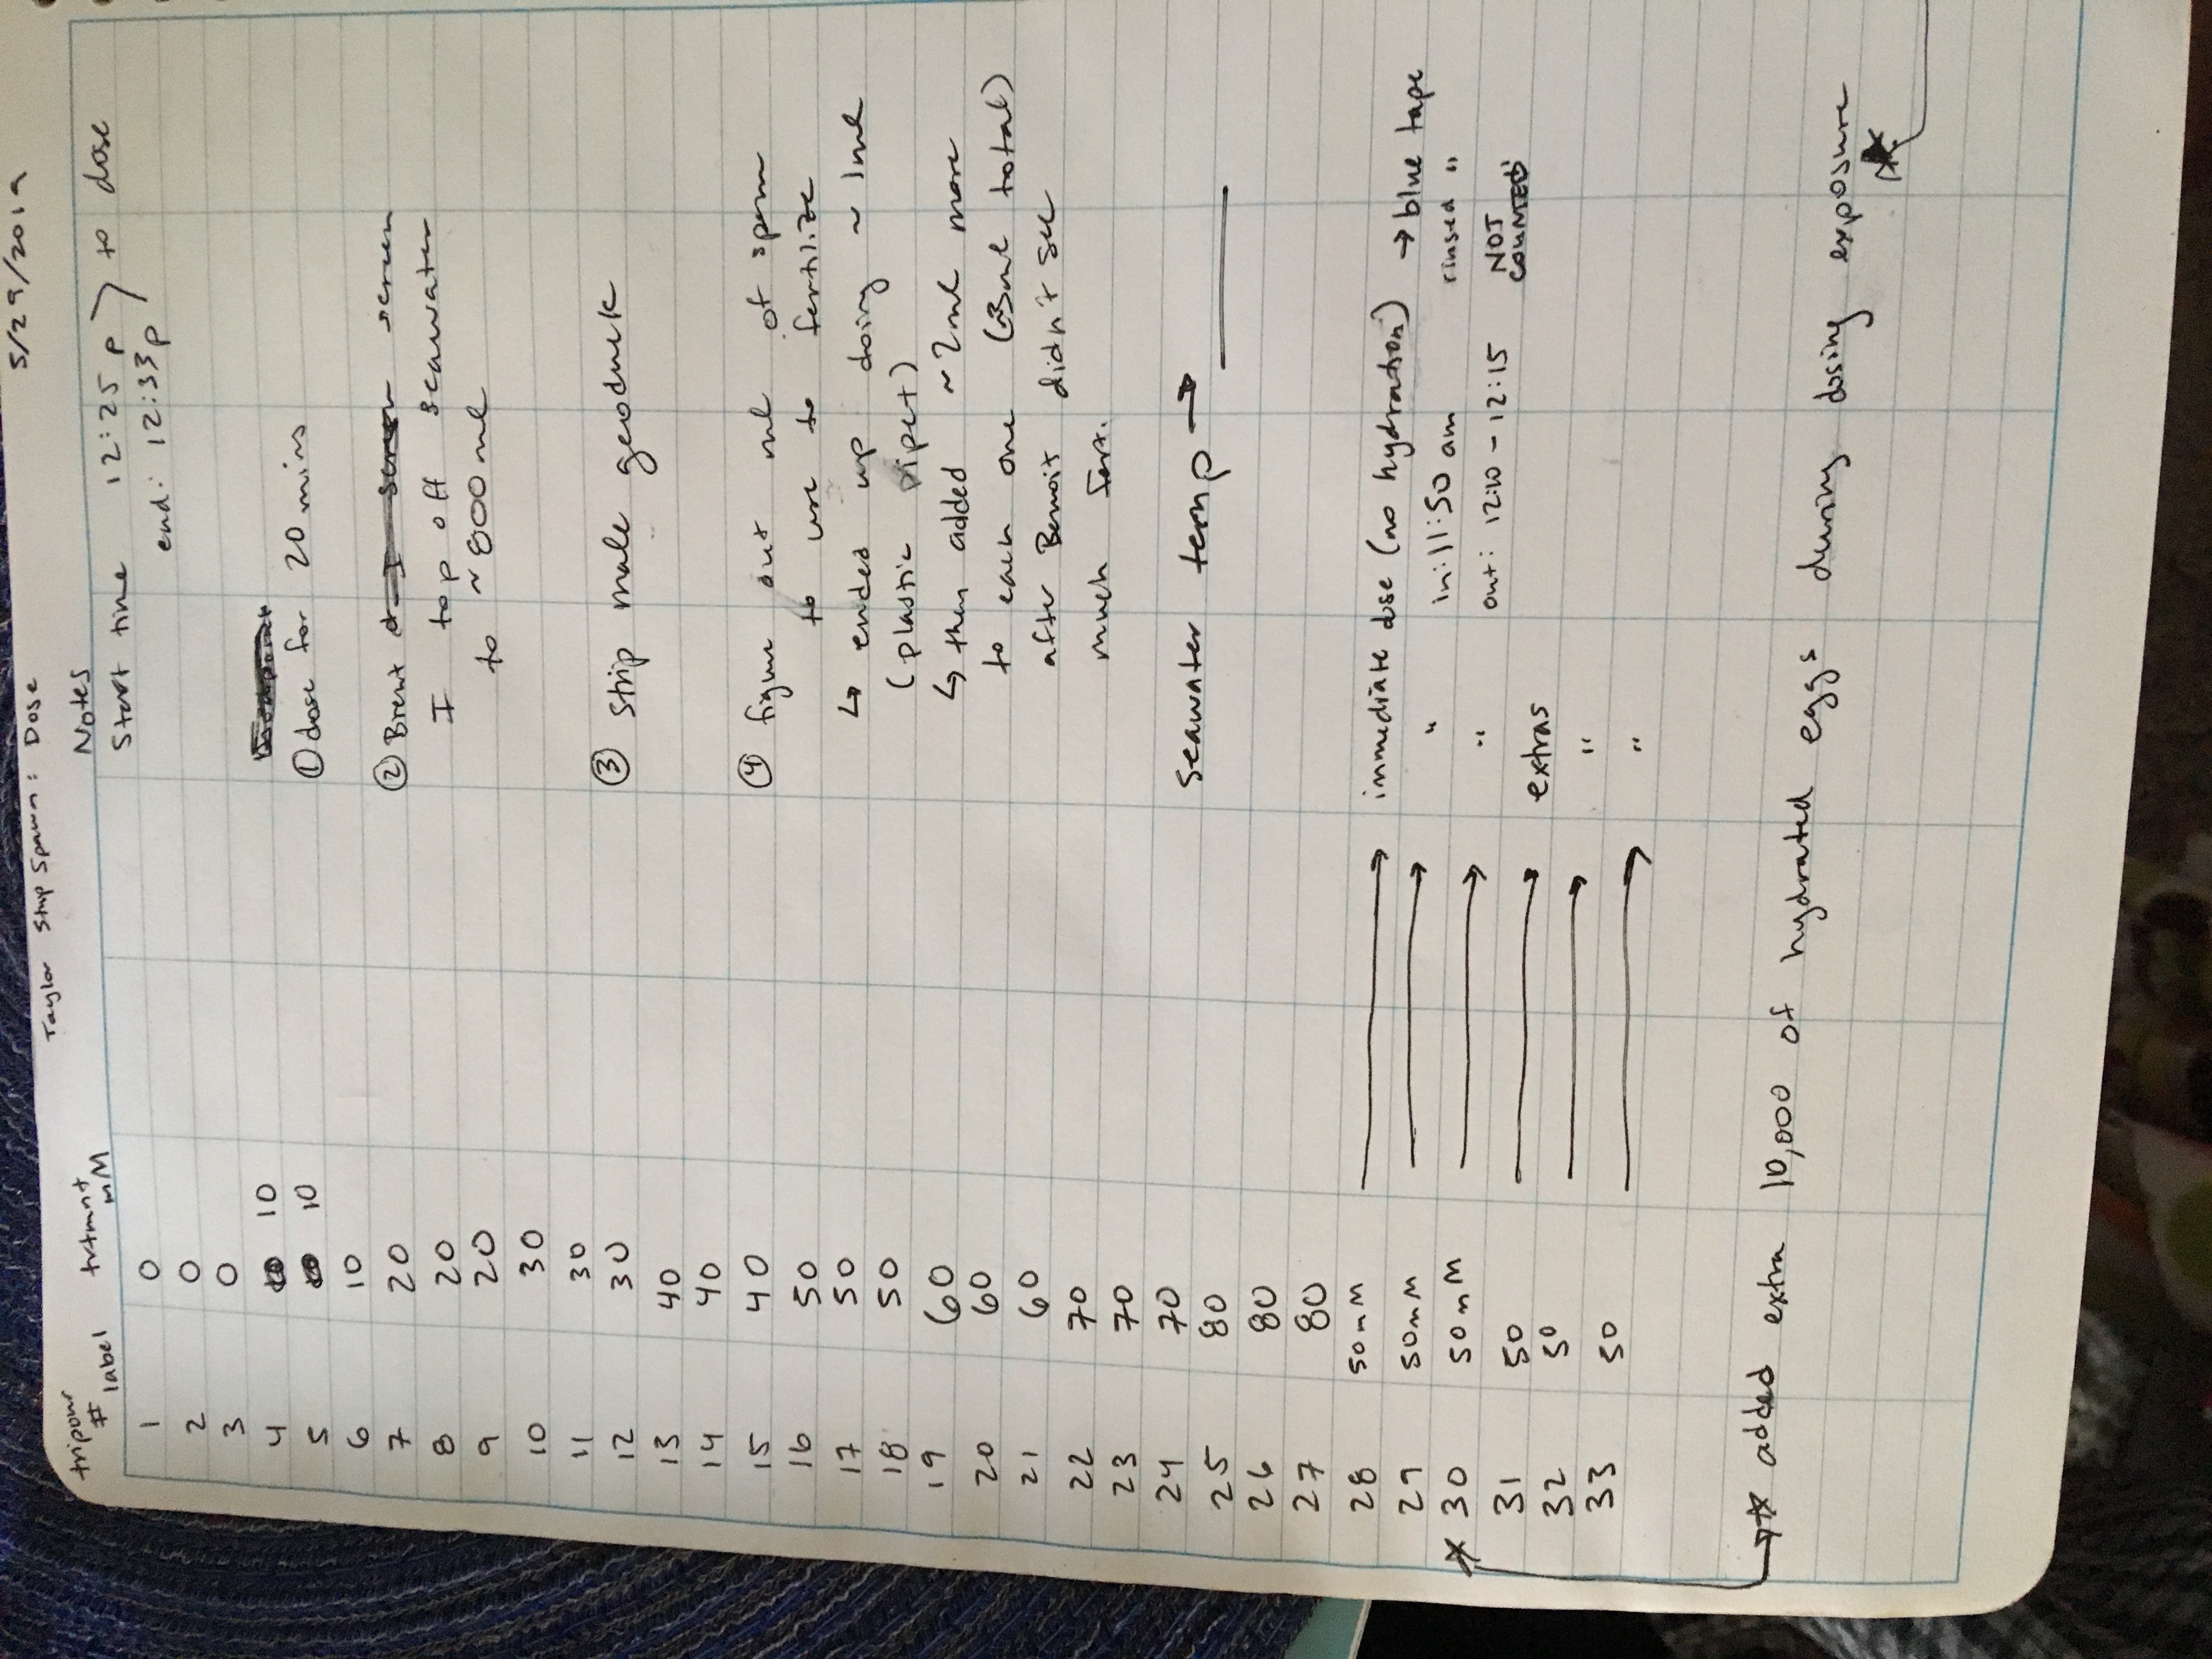 Taylor Strip Spawn: Dose 5/29/2019
tripour # label trtmnt mM
1 0
2 0
3 0
4 10
5 10
6 10
7 20
8 20
9 20
10 30
11 30
12 30
13 40
14 40
15 40
16 50
17 50
18 50
19 60
20 60
21 60
22 70
23 70
24 70
25 80
26 80
27 80
28 50mM → immediate dose (no hydration) → blue tape
29 50mM → " in: 11:50 am rinsed "
30 50mM → " out: 12:10 - 12:15 NOT COUNTED
31 50 → extras
32 50 → "
33 50 → "
Notes
Start time 12:25 p to dose
end: 12:33p
① dose for 20 mins
② Brent screen
I top off seawater
to ~800ml
③ strip male geoduck
④ figure out ml of sperm
to use to fertilize
↳ ended up doing ~ 1ml
(plastic pipet)
↳ then added ~2ml more
to each one (~3ml total)
after Benoit didn't see
much fert.
seawater temp → ____
added extra 10,000 of hydrated eggs during dosing exposure